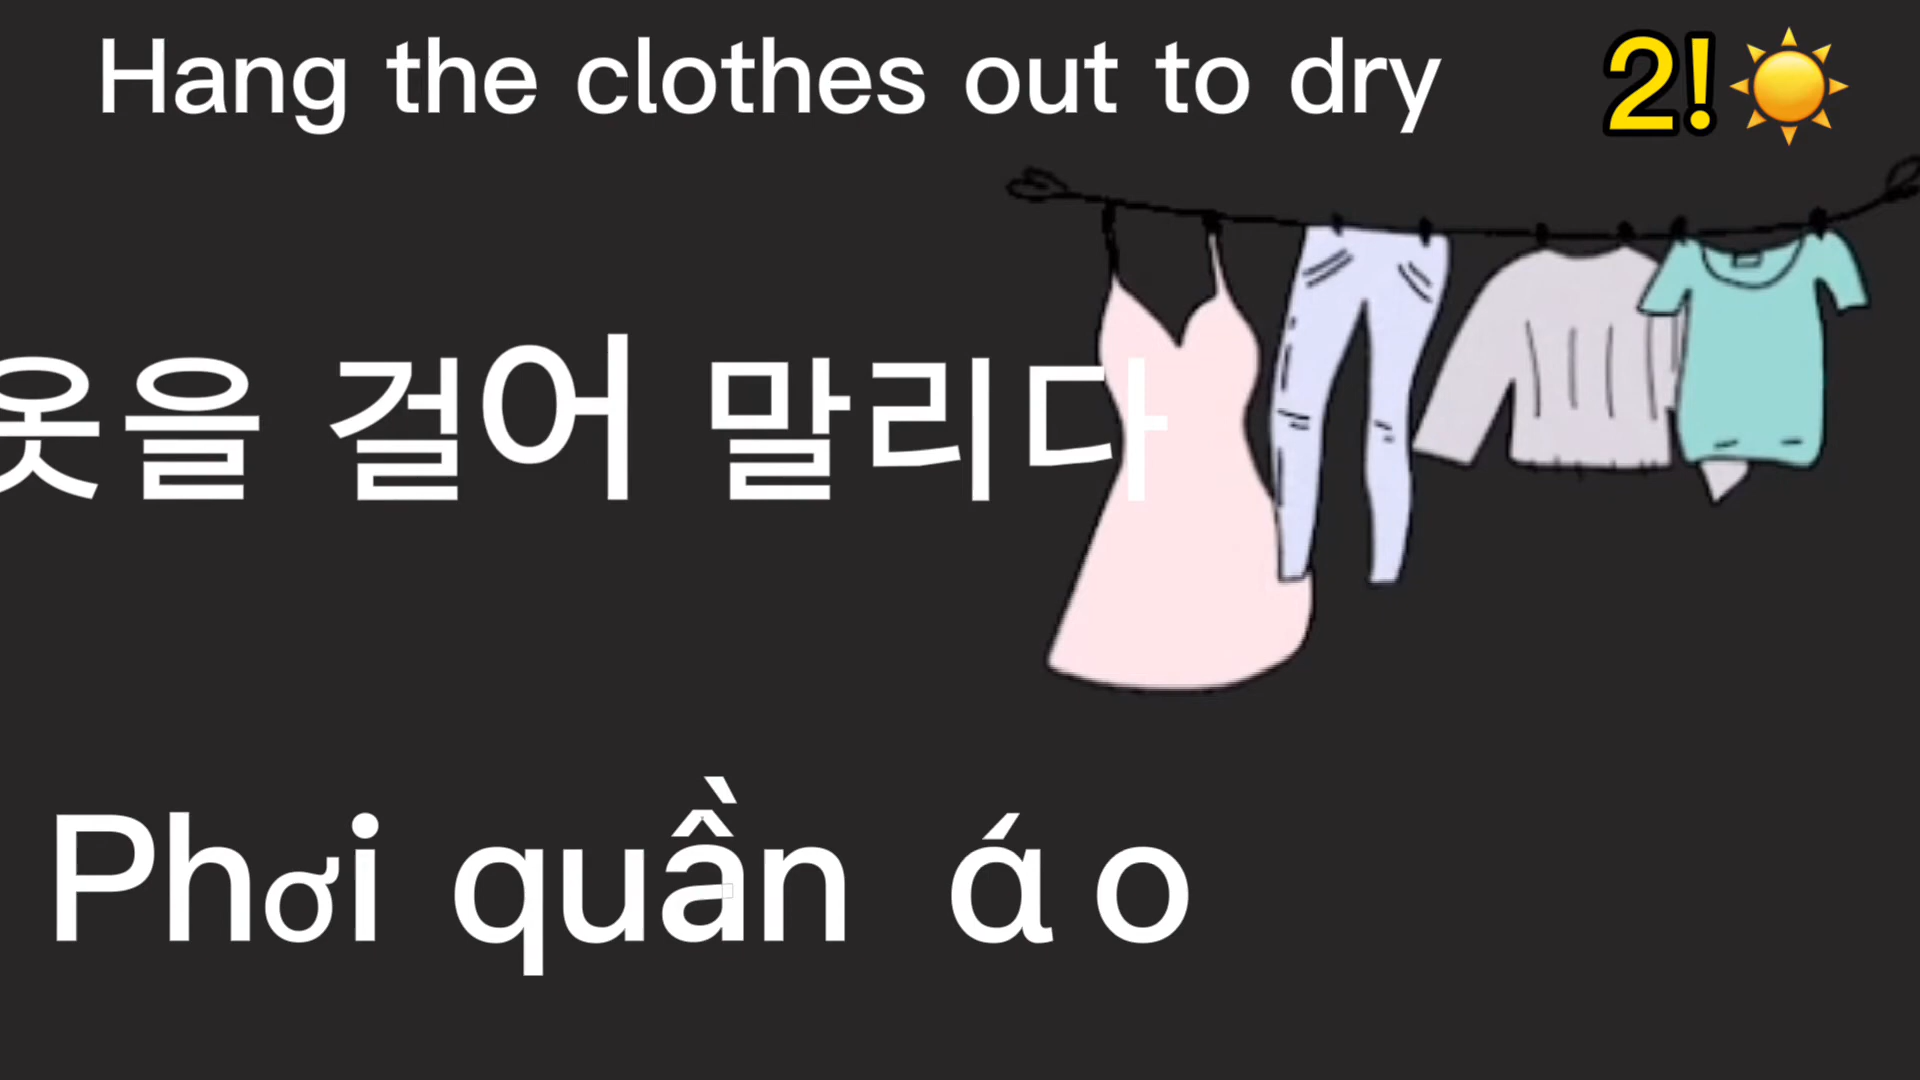 Hang the clothes out to dry 2!☀️
옷을 걸어 말리다
Phơi quần áo